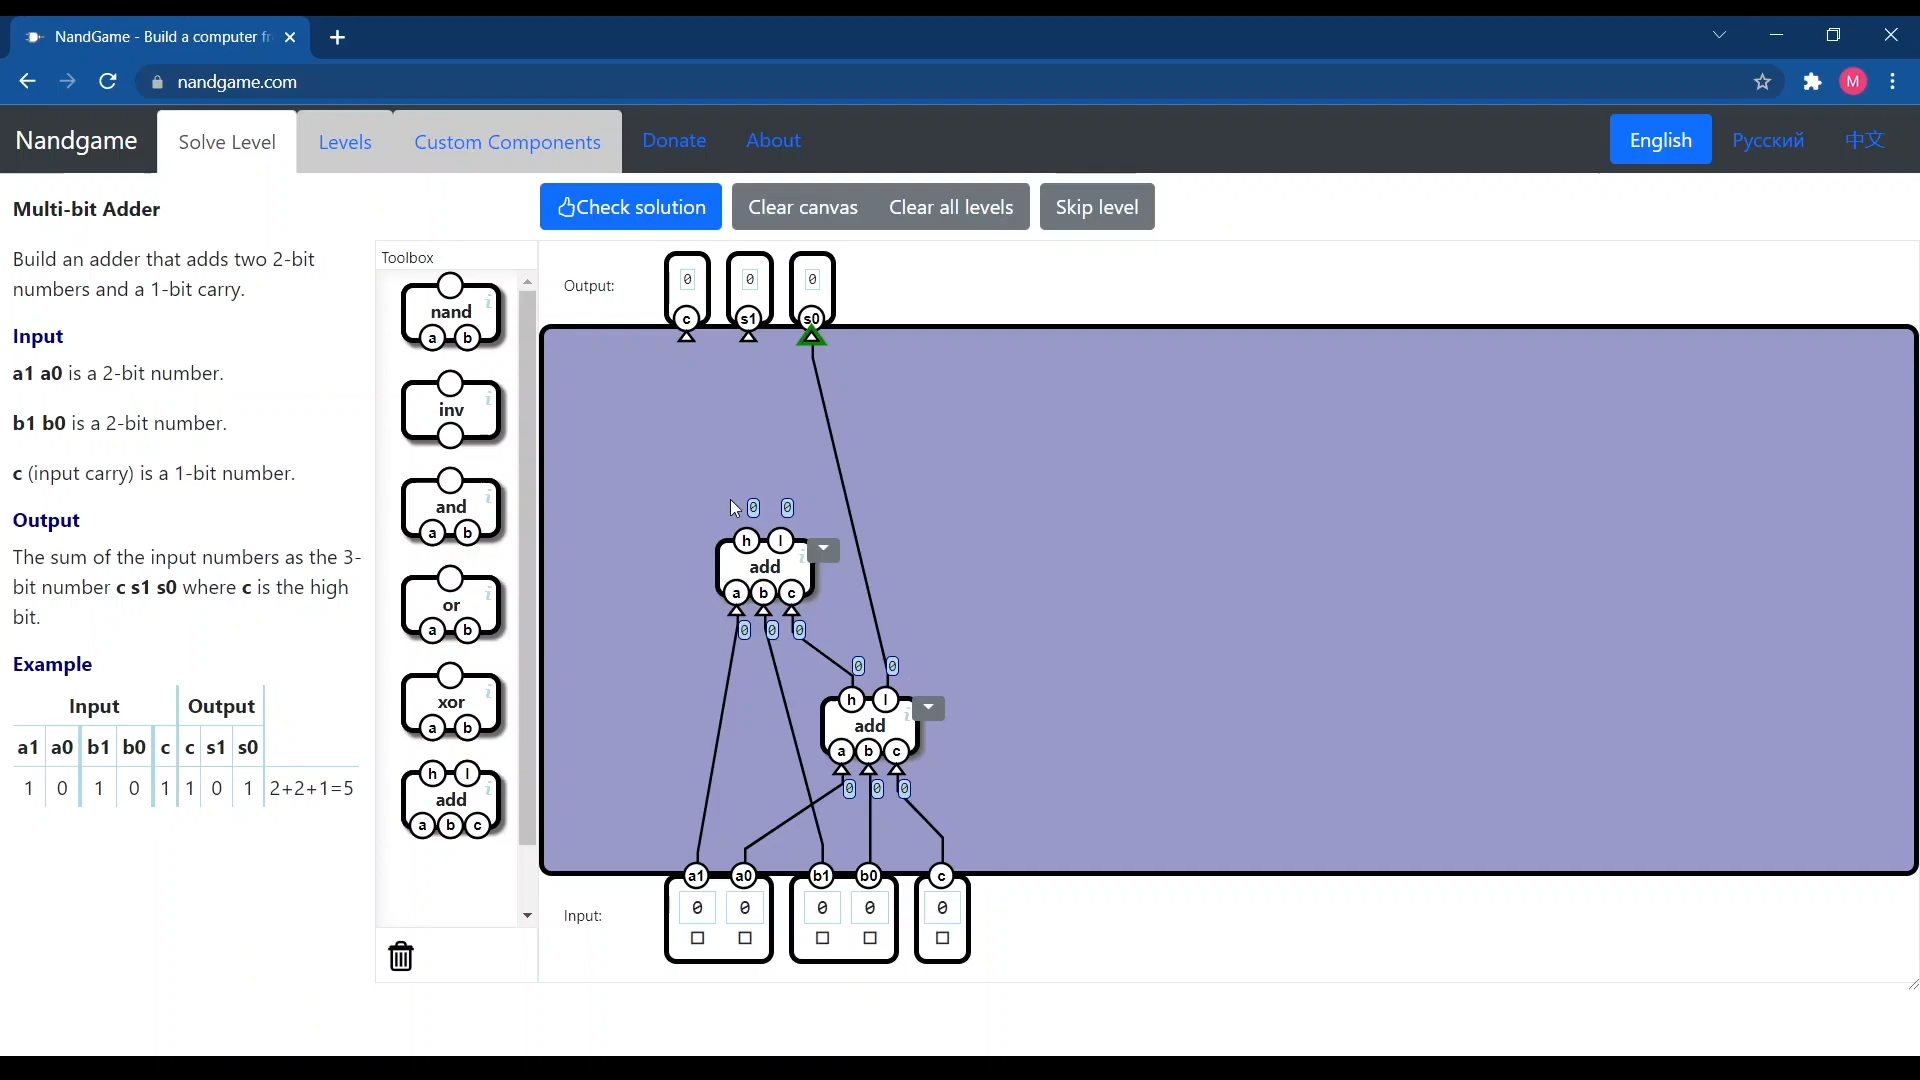 NandGame - Build a computer fr
nandgame.com
M
Nandgame
Solve Level
Levels
Custom Components
Donate
About
English
Русский
中文
Check solution
Clear canvas
Clear all levels
Skip level
Multi-bit Adder
Build an adder that adds two 2-bit
numbers and a 1-bit carry.
Input
a1 a0 is a 2-bit number.
b1 b0 is a 2-bit number.
c (input carry) is a 1-bit number.
Output
The sum of the input numbers as the 3-
bit number c s1 s0 where c is the high
bit.
Example
Input Output
a1 a0 b1 b0 c c s1 s0
1 0 1 0 1 1 0 1 2+2+1=5
Toolbox
nand
a b
inv
and
a b
or
a b
xor
a b
h l
add
a b c
Output:
0 0 0
c s1 s0
0 0
h l
add
a b c
0 0 0
0 0
h l
add
a b c
0 0 0
a1 a0 b1 b0 c
Input:
0 0 0 0 0